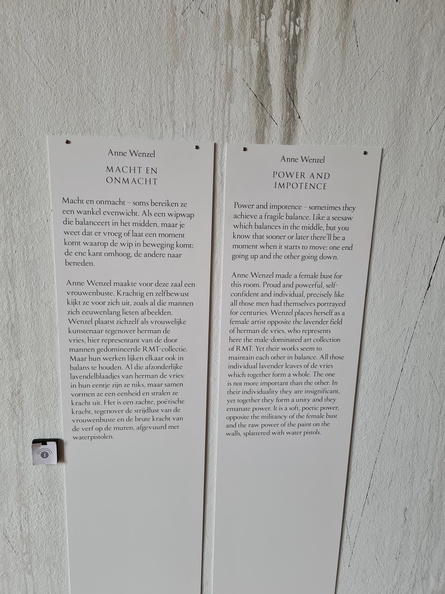 Anne Wenzel
MACHT EN
ONMACHT
Macht en onmacht – soms bereiken ze
een wankel evenwicht. Als een wipwap
die balanceert in het midden, maar je
weet dat er vroeg of laat een moment
komt waarop de wip in beweging komt:
de ene kant omhoog, de andere naar
beneden.
Anne Wenzel maakte voor deze zaal een
vrouwenbuste. Krachtig en zelfbewust
kijkt ze voor zich uit, zoals al die mannen
zich eeuwenlang lieten afbeelden.
Wenzel plaatst zichzelf als vrouwelijke
kunstenaar tegenover herman de
vries, hier representant van de door
mannen gedomineerde RMT-collectie.
Maar hun werken lijken elkaar ook in
balans te houden. Al die afzonderlijke
lavendelblaadjes van herman de vries:
in hun eentje zijn ze niks, maar samen
vormen ze een eenheid en stralen ze
kracht uit. Het is een zachte, poëtische
kracht, tegenover de strijdlust van de
vrouwenbuste en de brute kracht van
de verf op de muren, afgevuurd met
waterpistolen.
Anne Wenzel
POWER AND
IMPOTENCE
Power and impotence – sometimes they
achieve a fragile balance. Like a seesaw
which balances in the middle, but you
know that sooner or later there'll be a
moment when it starts to move: one end
going up and the other going down.
Anne Wenzel made a female bust for
this room. Proud and powerful, self-
confident and individual, precisely like
all those men had themselves portrayed
for centuries. Wenzel places herself as a
female artist opposite the lavender field
of herman de vries, who represents
here the male-dominated art collection
of RMT. Yet their works seem to
maintain each other in balance. All those
individual lavender leaves of de vries
which together form a whole. The one
is not more important than the other. In
their individuality they are insignificant,
yet together they form a unity and they
emanate power. It is a soft, poetic power,
opposite the militancy of the female bust
and the raw power of the paint on the
walls, splattered with water pistols.